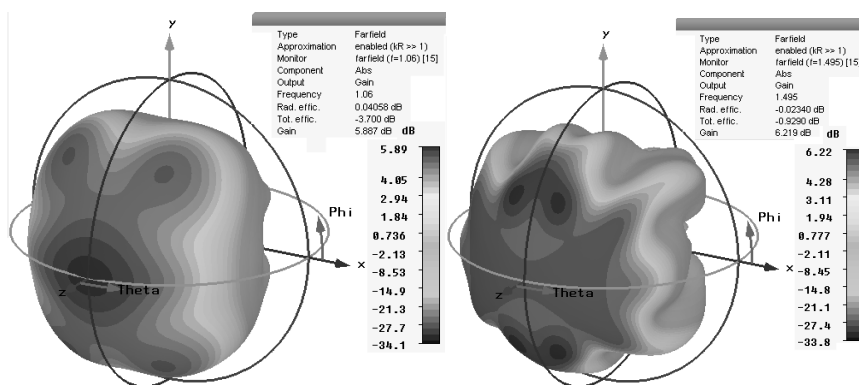 y
Type Farfield
Approximation enabled (kR >> 1)
Monitor farfield (f=1.06) [15]
Component Abs
Output Gain
Frequency 1.06
Rad. effic. 0.04058 dB
Tot. effic. -3.700 dB
Gain 5.887 dB dB
5.89
4.05
2.94
1.84
0.736
-2.13
-8.53
-14.9
-21.3
-27.7
-34.1
Phi
x
z Theta
y
Type Farfield
Approximation enabled (kR >> 1)
Monitor farfield (f=1.495) [15]
Component Abs
Output Gain
Frequency 1.495
Rad. effic. -0.02340 dB
Tot. effic. -0.9290 dB
Gain 6.219 dB dB
6.22
4.28
3.11
1.94
0.777
-2.11
-8.45
-14.8
-21.1
-27.4
-33.8
Phi
x
z Theta